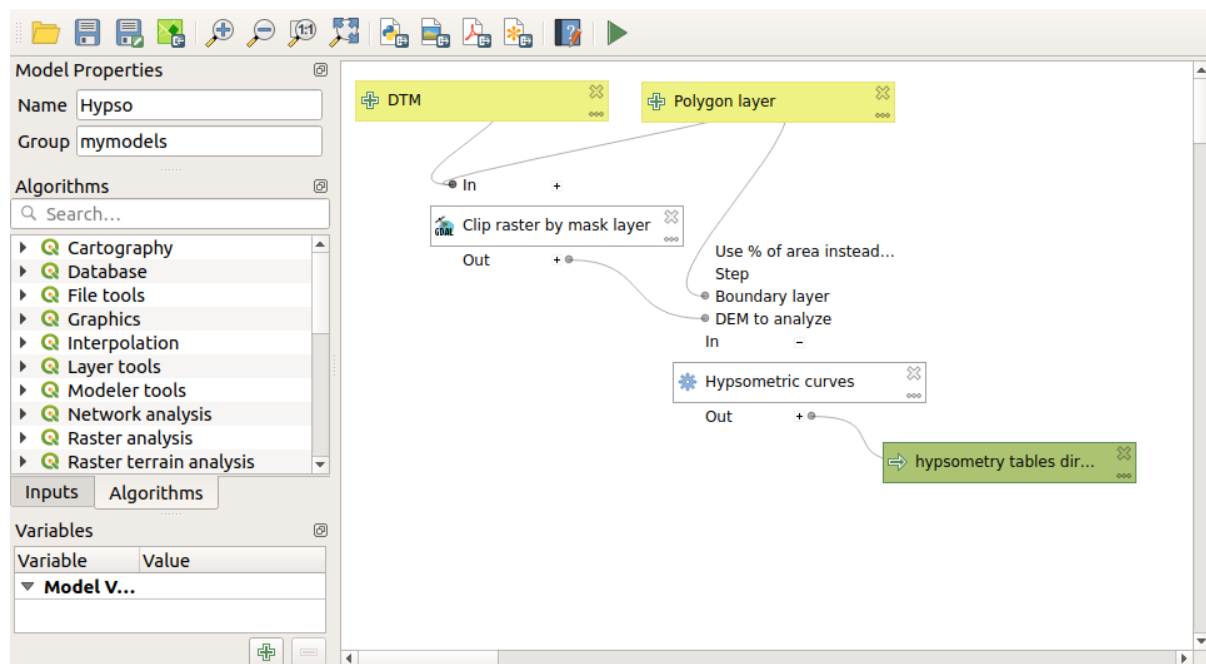 1:1
Model Properties
Name Hypso
Group mymodels
Algorithms
Search...
Cartography
Database
File tools
Graphics
Interpolation
Layer tools
Modeler tools
Network analysis
Raster analysis
Raster terrain analysis
Inputs Algorithms
Variables
Variable Value
Model V...
DTM
Polygon layer
In +
GDAL Clip raster by mask layer
Out +
Use % of area instead...
Step
Boundary layer
DEM to analyze
In -
Hypsometric curves
Out +
hypsometry tables dir...